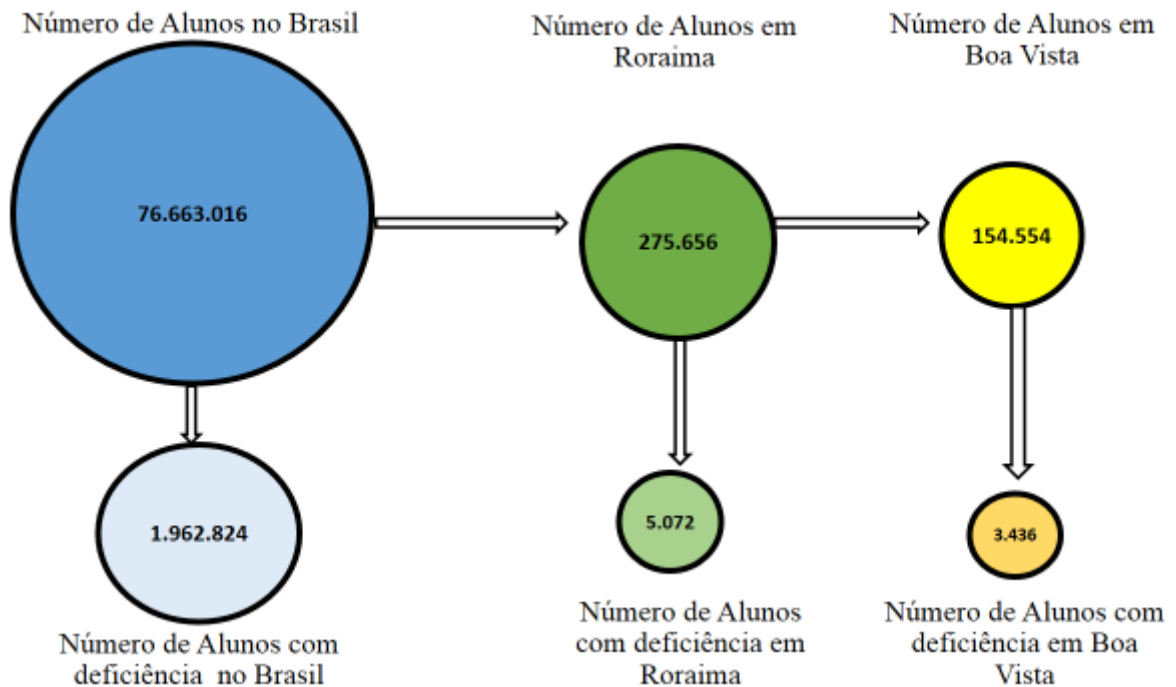 Número de Alunos no Brasil
Número de Alunos em
Roraima
Número de Alunos em
Boa Vista
76.663.016
275.656
154.554
1.962.824
5.072
3.436
Número de Alunos com
deficiência no Brasil
Número de Alunos
com deficiência em
Roraima
Número de Alunos com
deficiência em Boa
Vista